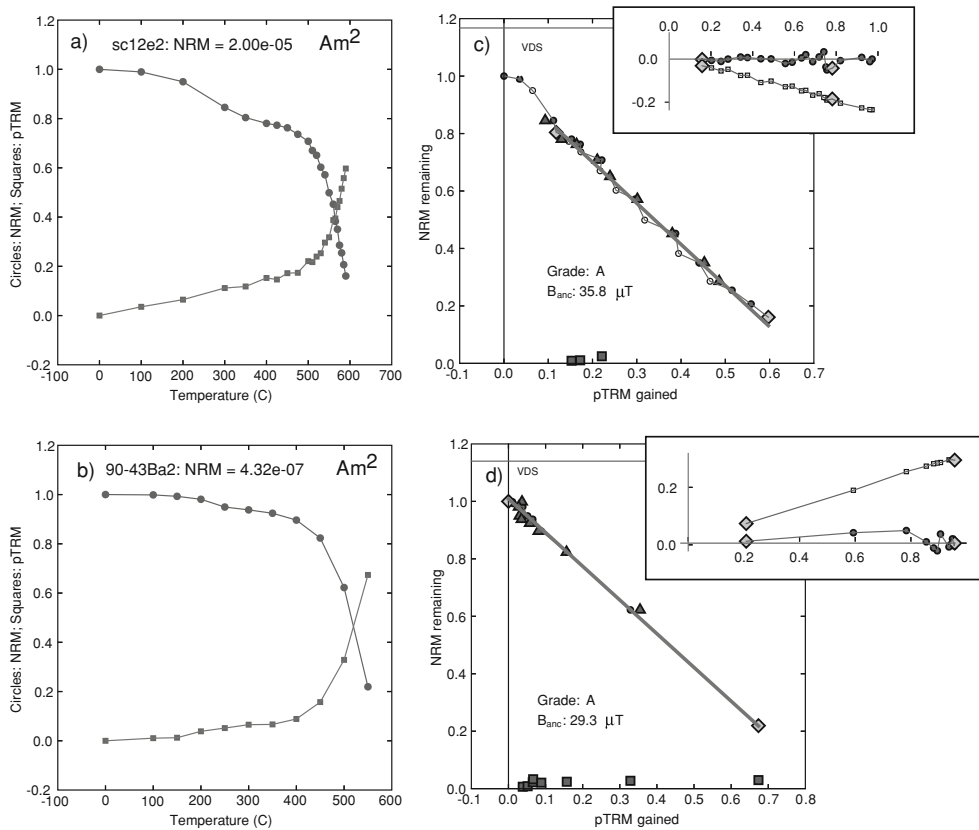 a)
sc12e2: NRM = 2.00e-05 Am2
Circles: NRM; Squares: pTRM
1.2
1.0
0.8
0.6
0.4
0.2
0.0
-0.2
-100 0 100 200 300 400 500 600 700
Temperature (C)
c)
VDS
NRM remaining
1.0
0.8
0.6
0.4
0.2
0.0
Grade: A
Banc: 35.8 μT
-0.1 0.0 0.1 0.2 0.3 0.4 0.5 0.6 0.7
pTRM gained
0.0 0.2 0.4 0.6 0.8 1.0
0.0
-0.2
b)
90-43Ba2: NRM = 4.32e-07 Am2
Circles: NRM; Squares: pTRM
1.2
1.0
0.8
0.6
0.4
0.2
0.0
-0.2
-100 0 100 200 300 400 500 600
Temperature (C)
d)
VDS
NRM remaining
1.2
1.0
0.8
0.6
0.4
0.2
0.0
Grade: A
Banc: 29.3 μT
-0.1 0.0 0.1 0.2 0.3 0.4 0.5 0.6 0.7 0.8
pTRM gained
0.2
0.0
0.2 0.4 0.6 0.8 1.0